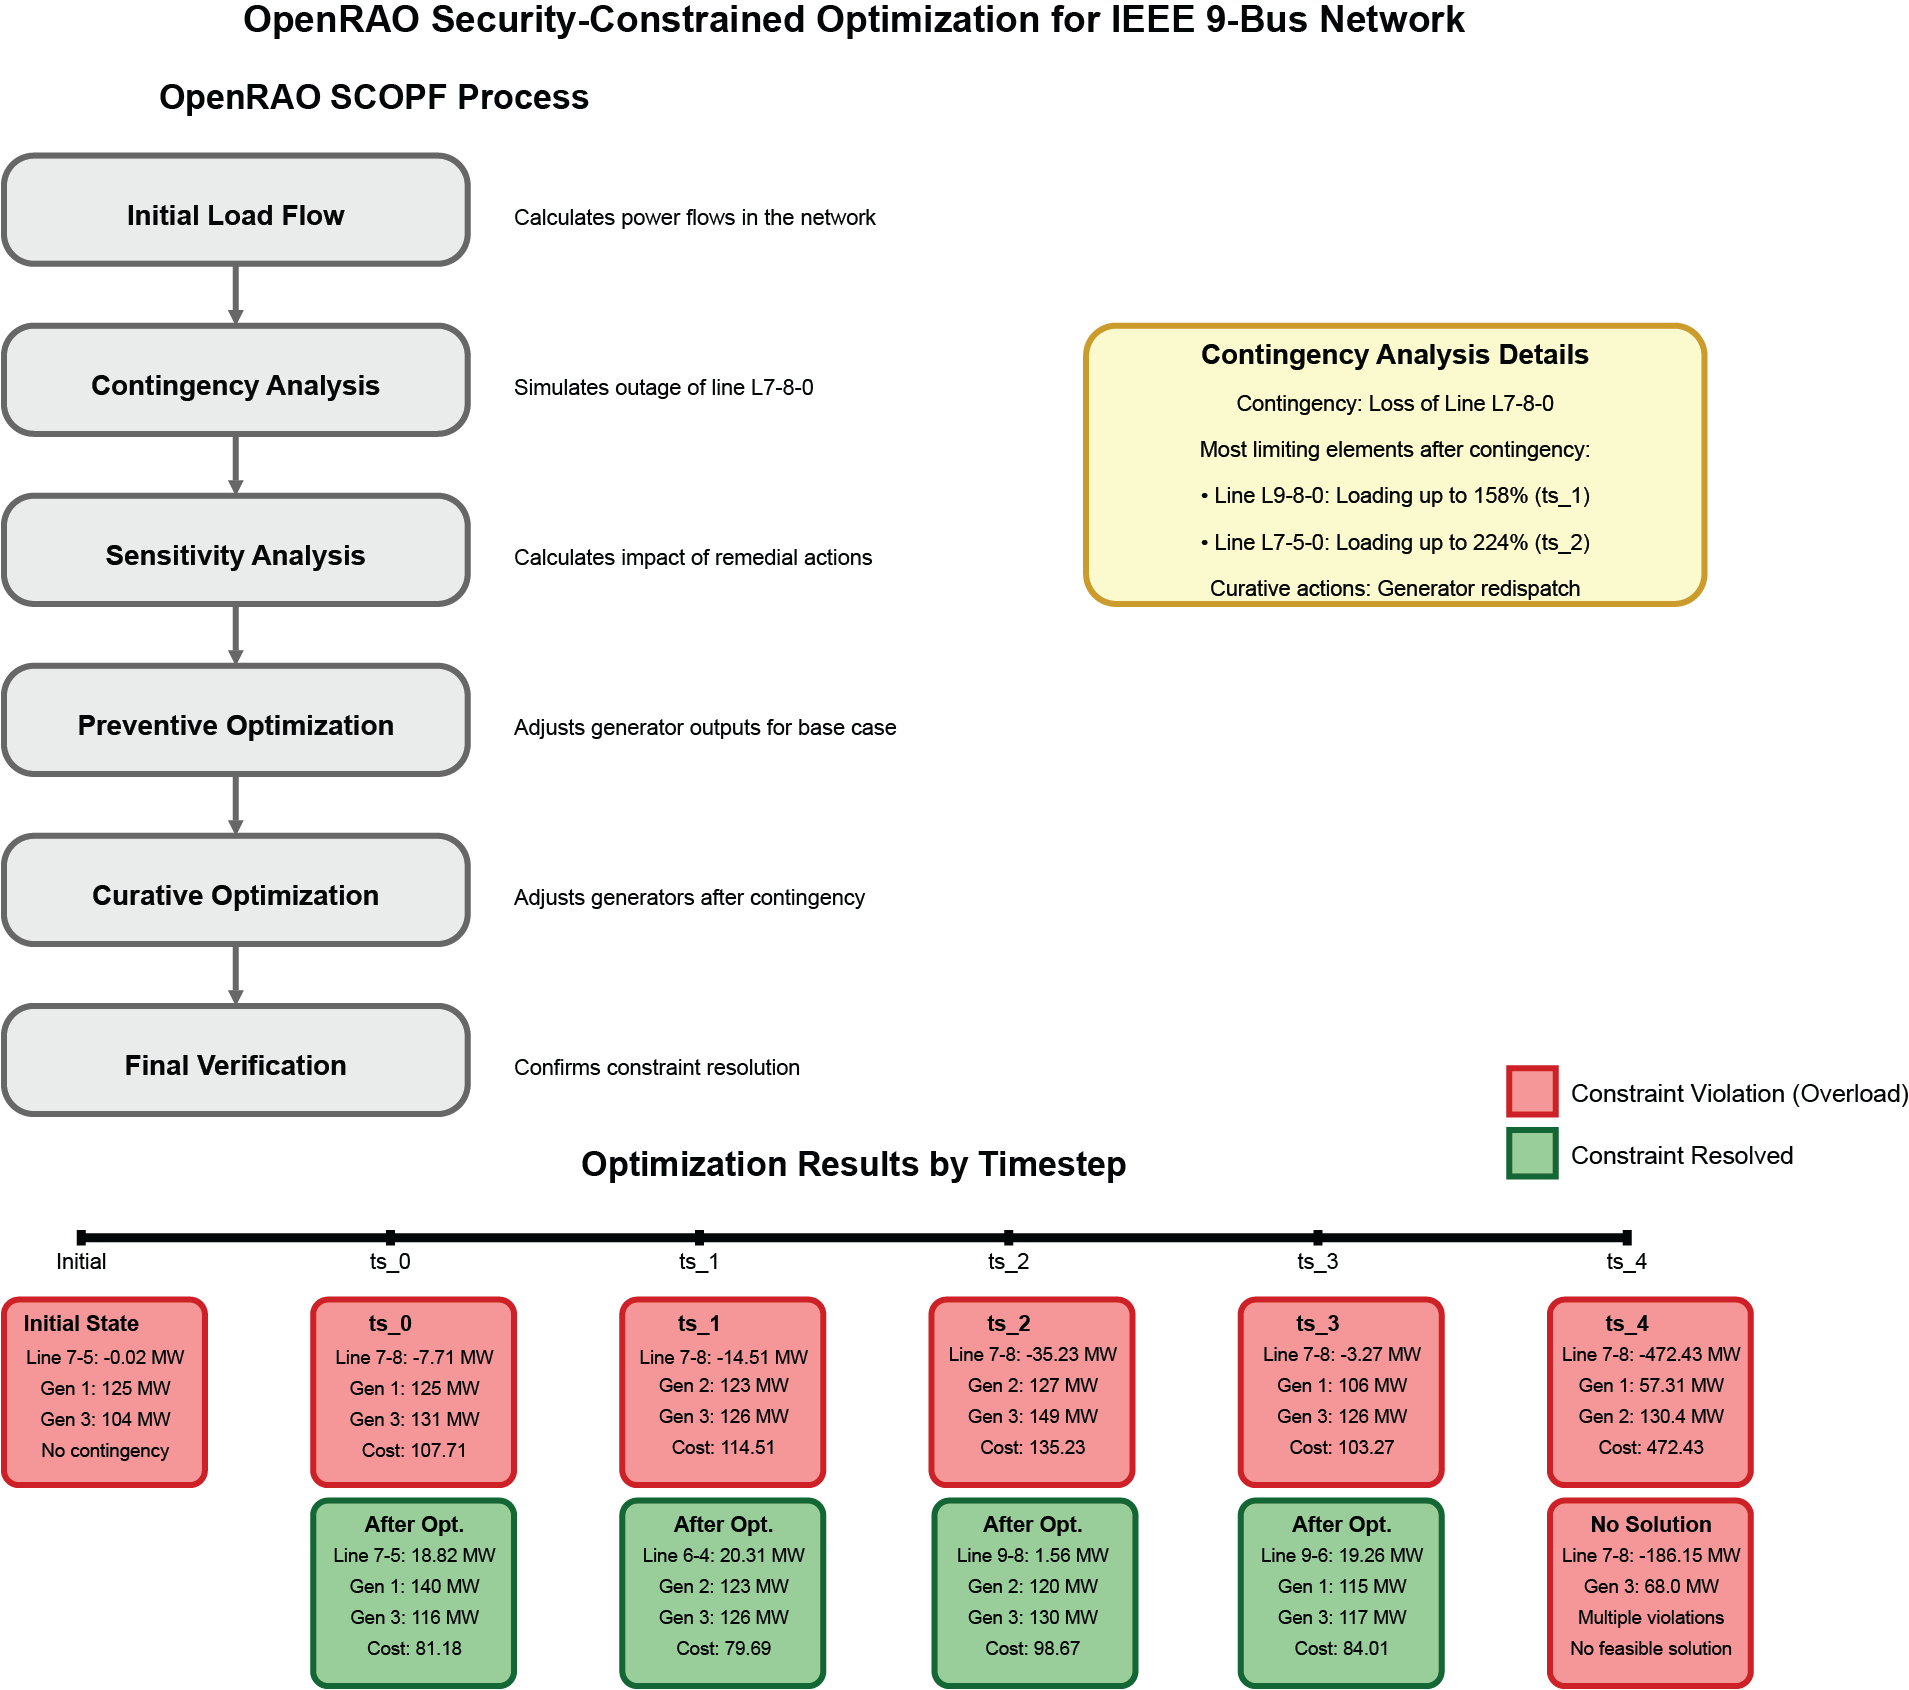 OpenRAO Security-Constrained Optimization for IEEE 9-Bus Network
OpenRAO SCOPF Process
Initial Load Flow
Calculates power flows in the network
Contingency Analysis
Simulates outage of line L7-8-0
Sensitivity Analysis
Calculates impact of remedial actions
Preventive Optimization
Adjusts generator outputs for base case
Curative Optimization
Adjusts generators after contingency
Final Verification
Confirms constraint resolution
Contingency Analysis Details
Contingency: Loss of Line L7-8-0
Most limiting elements after contingency:
• Line L9-8-0: Loading up to 158% (ts_1)
• Line L7-5-0: Loading up to 224% (ts_2)
Curative actions: Generator redispatch
Constraint Violation (Overload)
Constraint Resolved
Optimization Results by Timestep
Initial
ts_0
ts_1
ts_2
ts_3
ts_4
Initial State
Line 7-5: -0.02 MW
Gen 1: 125 MW
Gen 3: 104 MW
No contingency
ts_0
Line 7-8: -7.71 MW
Gen 1: 125 MW
Gen 3: 131 MW
Cost: 107.71
ts_1
Line 7-8: -14.51 MW
Gen 2: 123 MW
Gen 3: 126 MW
Cost: 114.51
ts_2
Line 7-8: -35.23 MW
Gen 2: 127 MW
Gen 3: 149 MW
Cost: 135.23
ts_3
Line 7-8: -3.27 MW
Gen 1: 106 MW
Gen 3: 126 MW
Cost: 103.27
ts_4
Line 7-8: -472.43 MW
Gen 1: 57.31 MW
Gen 2: 130.4 MW
Cost: 472.43
After Opt.
Line 7-5: 18.82 MW
Gen 1: 140 MW
Gen 3: 116 MW
Cost: 81.18
After Opt.
Line 6-4: 20.31 MW
Gen 2: 123 MW
Gen 3: 126 MW
Cost: 79.69
After Opt.
Line 9-8: 1.56 MW
Gen 2: 120 MW
Gen 3: 130 MW
Cost: 98.67
After Opt.
Line 9-6: 19.26 MW
Gen 1: 115 MW
Gen 3: 117 MW
Cost: 84.01
No Solution
Line 7-8: -186.15 MW
Gen 3: 68.0 MW
Multiple violations
No feasible solution